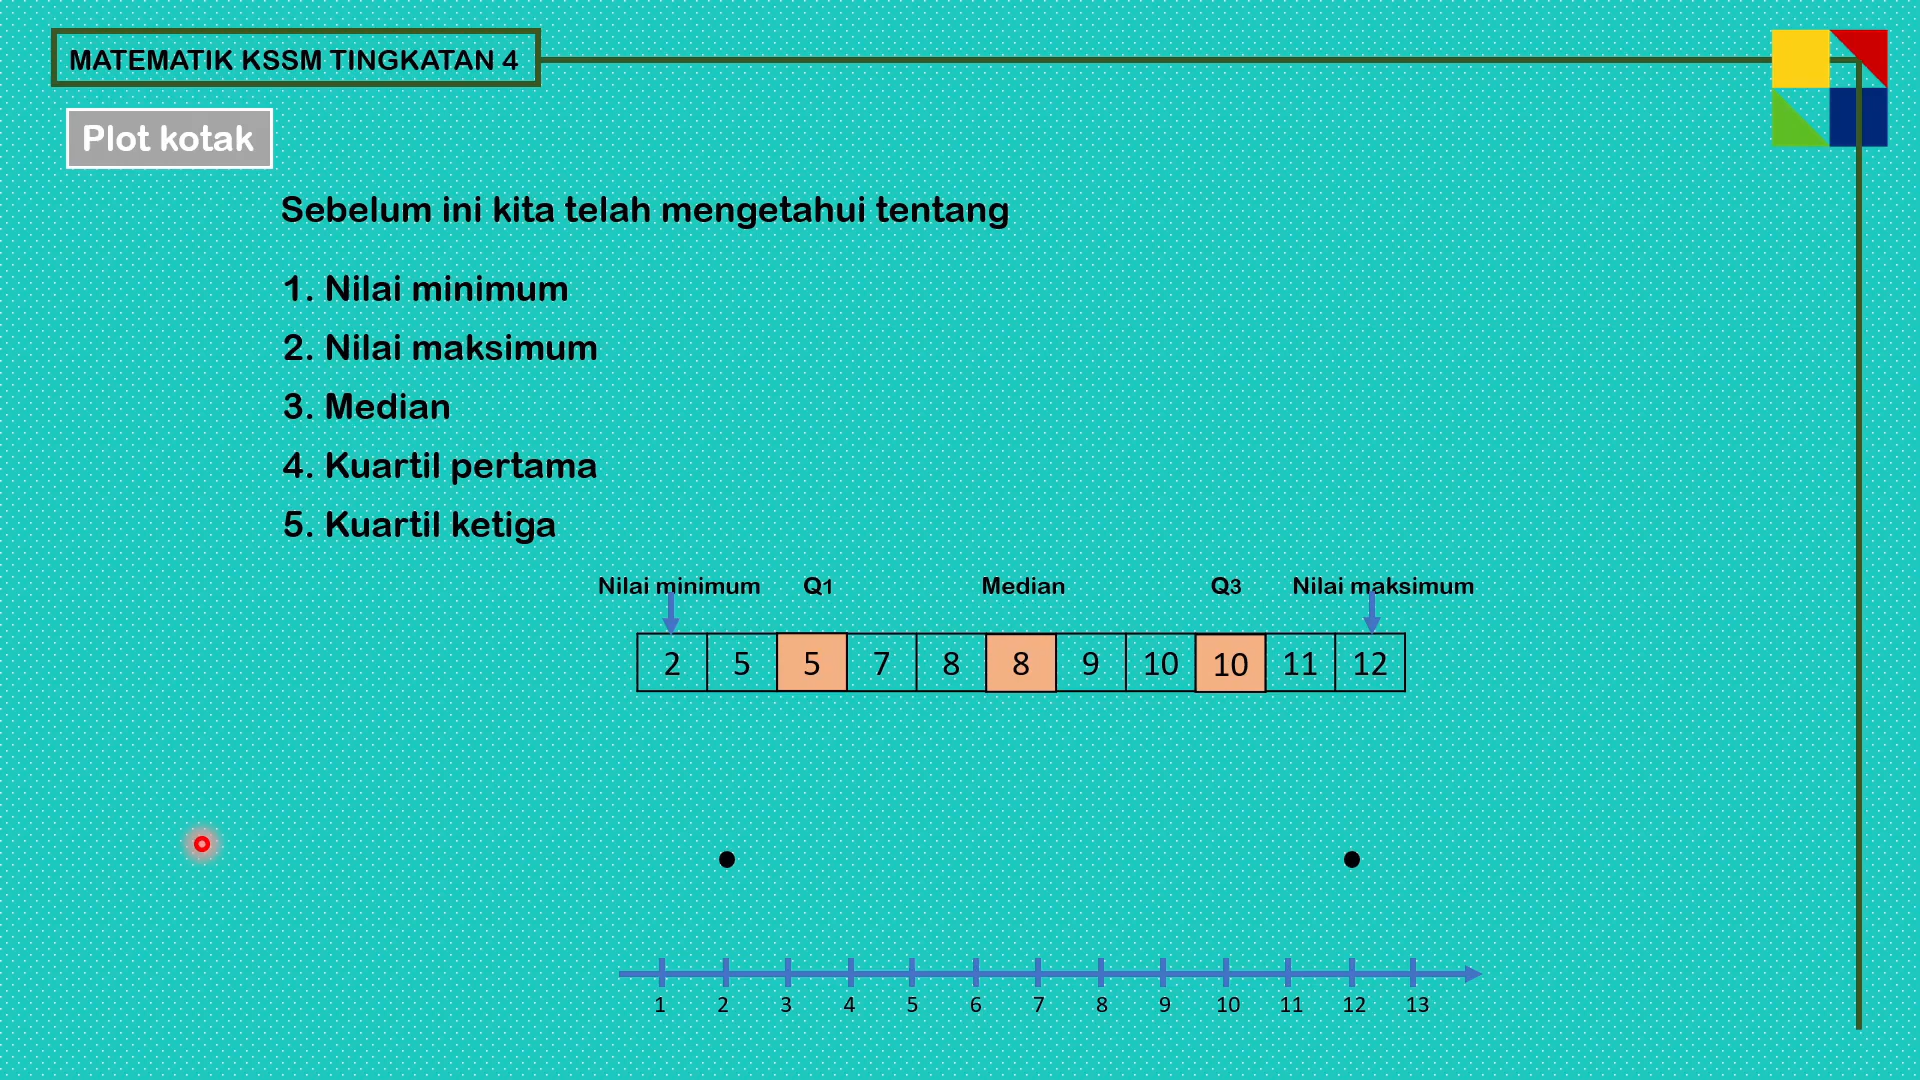 MATEMATIK KSSM TINGKATAN 4
Plot kotak
Sebelum ini kita telah mengetahui tentang
1. Nilai minimum
2. Nilai maksimum
3. Median
4. Kuartil pertama
5. Kuartil ketiga
Nilai minimum Q1 Median Q3 Nilai maksimum
2 5 5 7 8 8 9 10 10 11 12
1 2 3 4 5 6 7 8 9 10 11 12 13